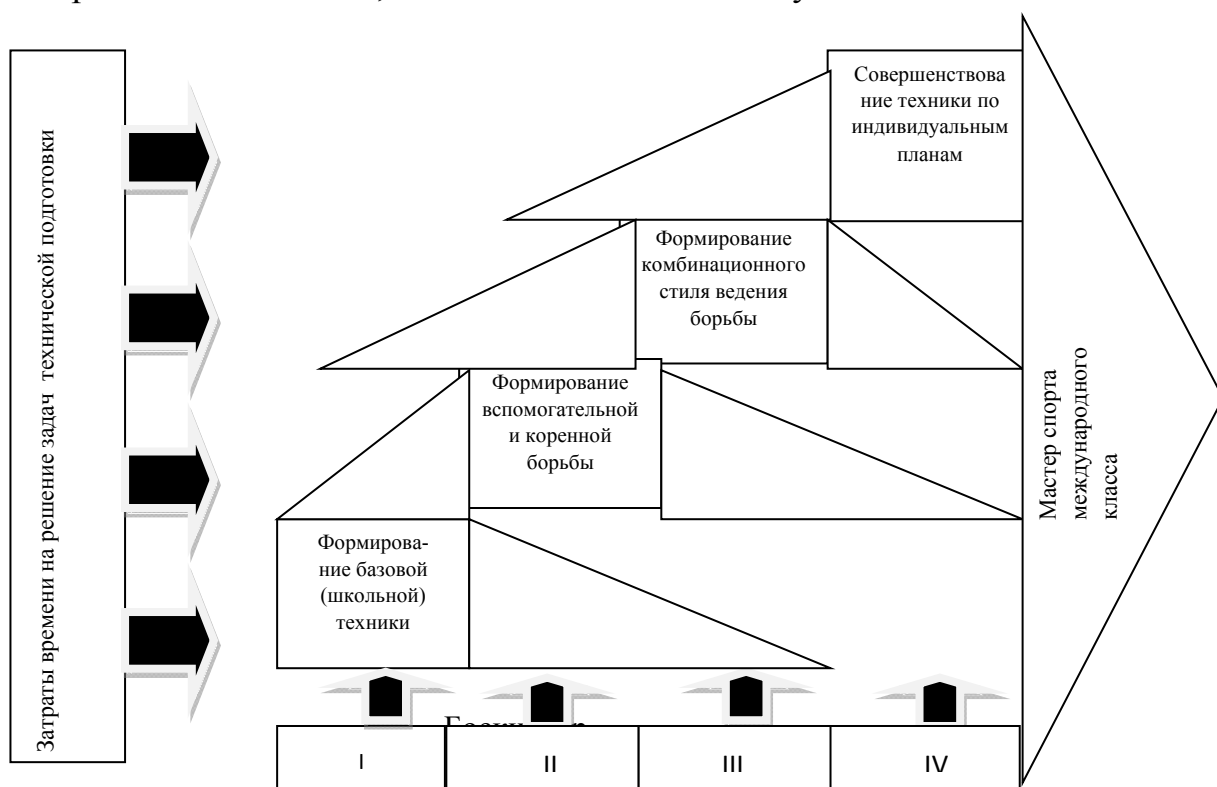 Затраты времени на решение задач технической подготовки
Совершенствова
ние техники по
индивидуальным
планам
Формирование
комбинационного
стиля ведения
борьбы
Формирование
вспомогательной
и коренной
борьбы
Формирова-
ние базовой
(школьной)
техники
Мастер спорта
международного
класса
I
II
III
IV